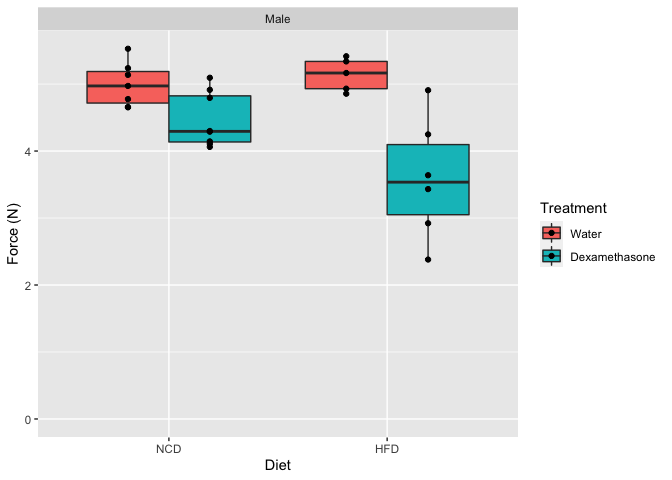 Male
Force (N)
4
2
0
NCD
HFD
Diet
Treatment
Water
Dexamethasone